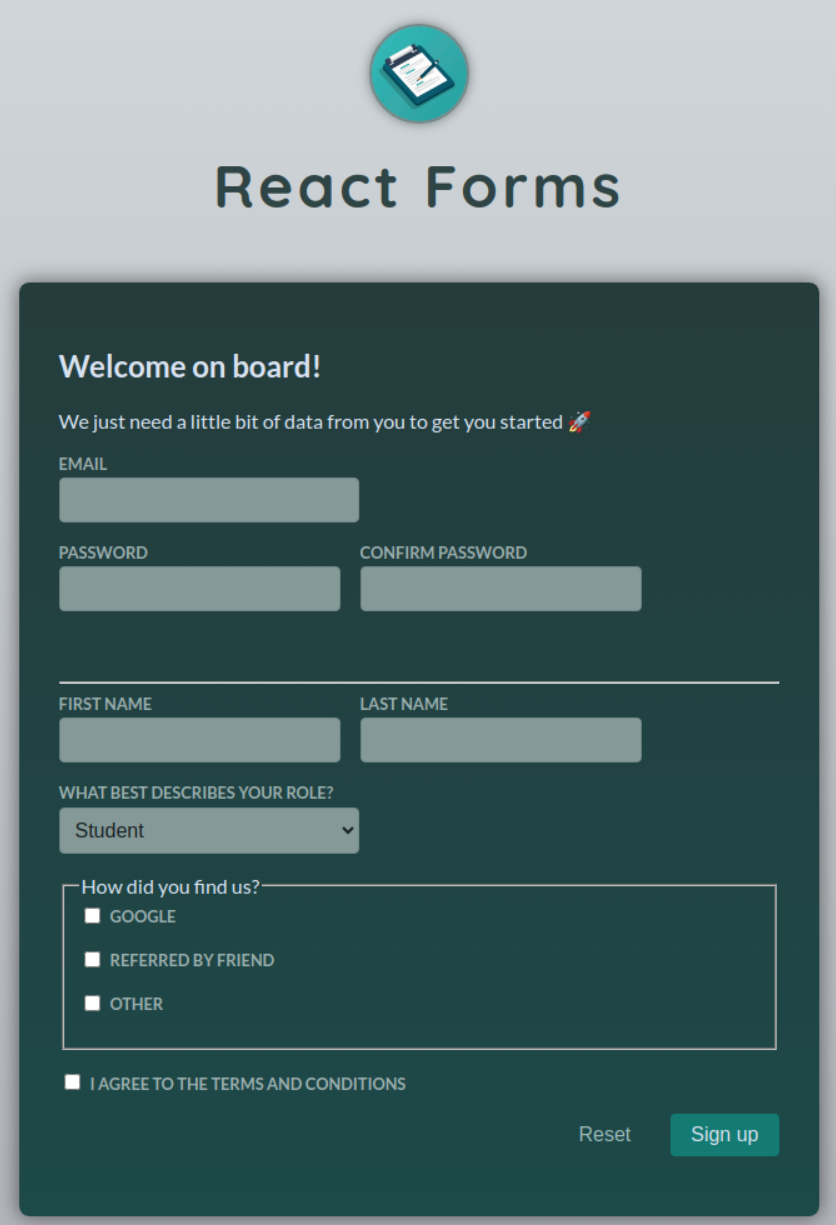 React Forms
Welcome on board!
We just need a little bit of data from you to get you started 🚀
EMAIL
PASSWORD CONFIRM PASSWORD
FIRST NAME LAST NAME
WHAT BEST DESCRIBES YOUR ROLE?
Student
How did you find us?
GOOGLE
REFERRED BY FRIEND
OTHER
I AGREE TO THE TERMS AND CONDITIONS
Reset Sign up